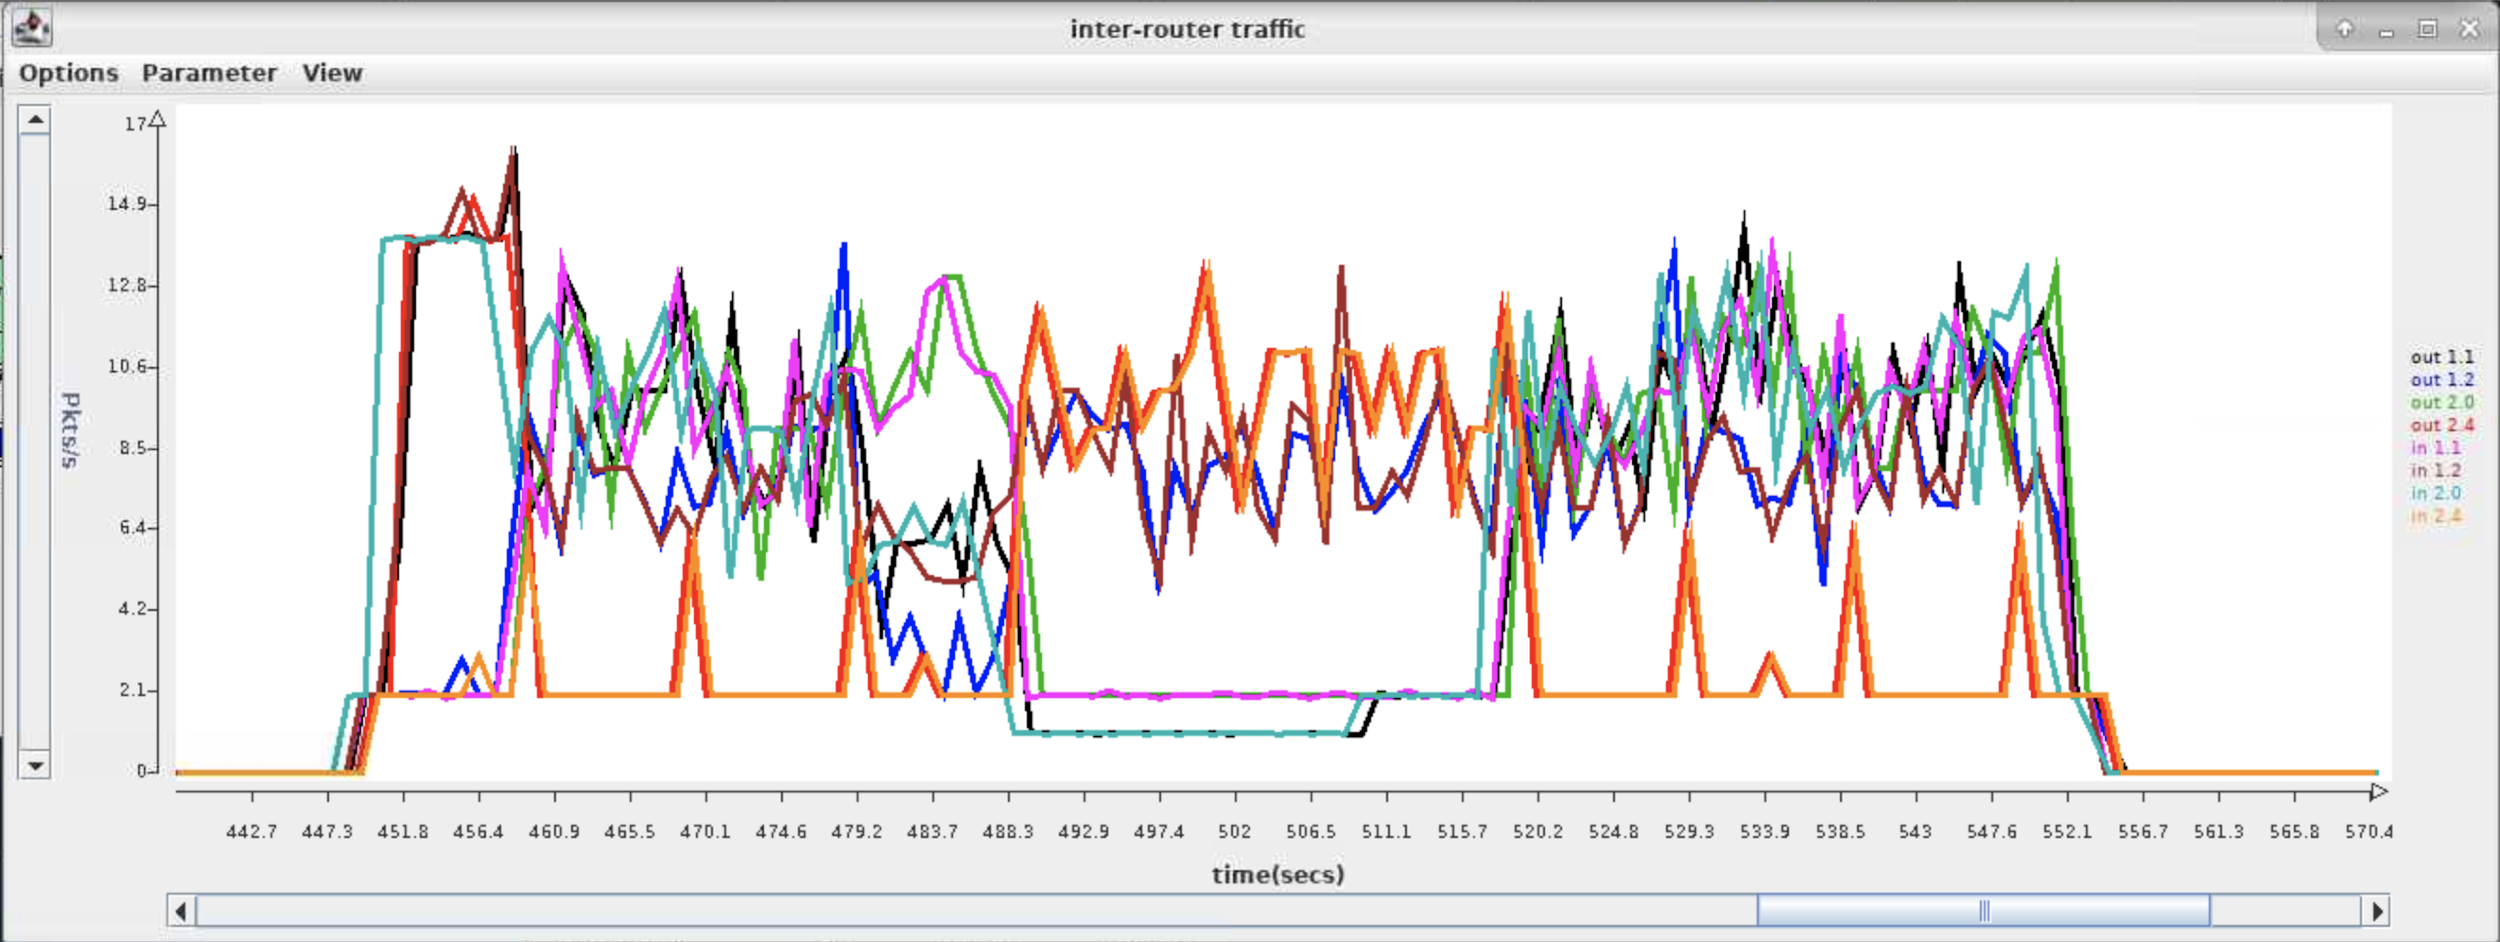 inter-router traffic
Options Parameter View
17
14.9
12.8
10.6
8.5
6.4
4.2
2.1
0
Pkts/s
out 1.1
out 1.2
out 2.0
out 2.4
in 1.1
in 1.2
in 2.0
in 2.4
442.7 447.3 451.8 456.4 460.9 465.5 470.1 474.6 479.2 483.7 488.3 492.9 497.4 502 506.5 511.1 515.7 520.2 524.8 529.3 533.9 538.5 543 547.6 552.1 556.7 561.3 565.8 570.4
time(secs)